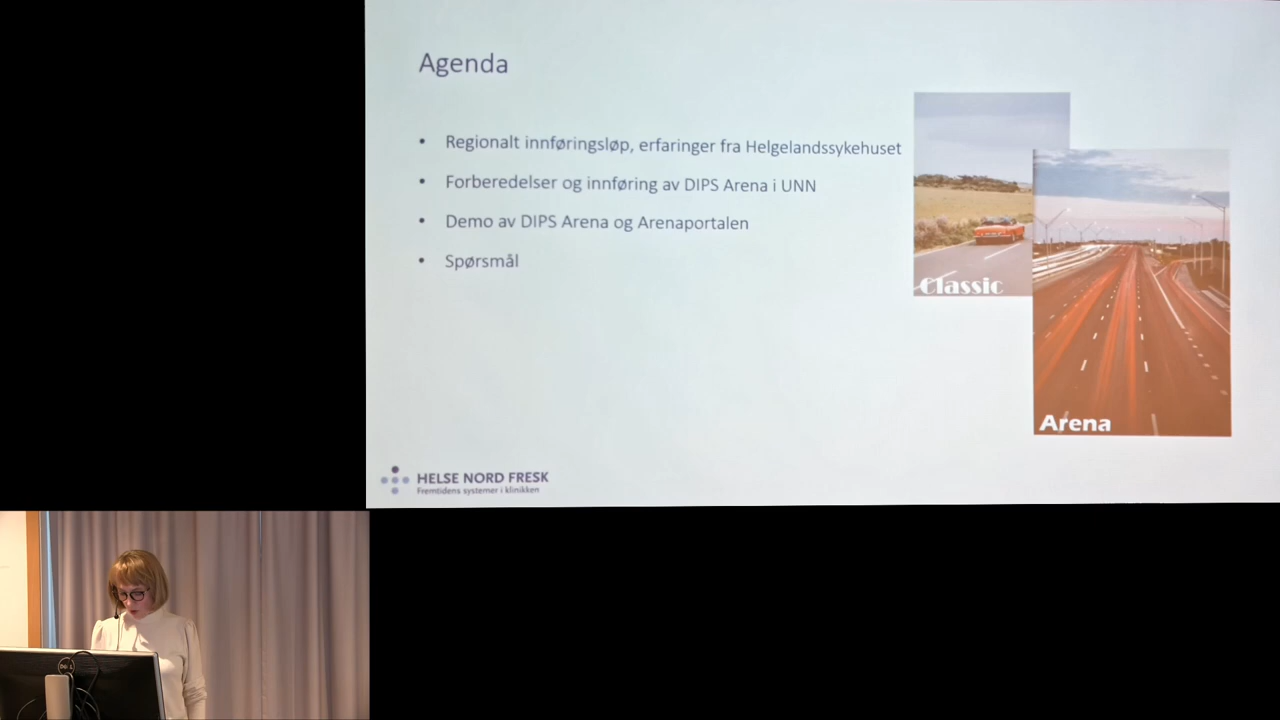 Agenda
• Regionalt innføringsløp, erfaringer fra Helgelandssykehuset
• Forberedelser og innføring av DIPS Arena i UNN
• Demo av DIPS Arena og Arenaportalen
• Spørsmål
Classic
Arena
HELSE NORD FRESK
Fremtidens systemer i klinikken
DELL